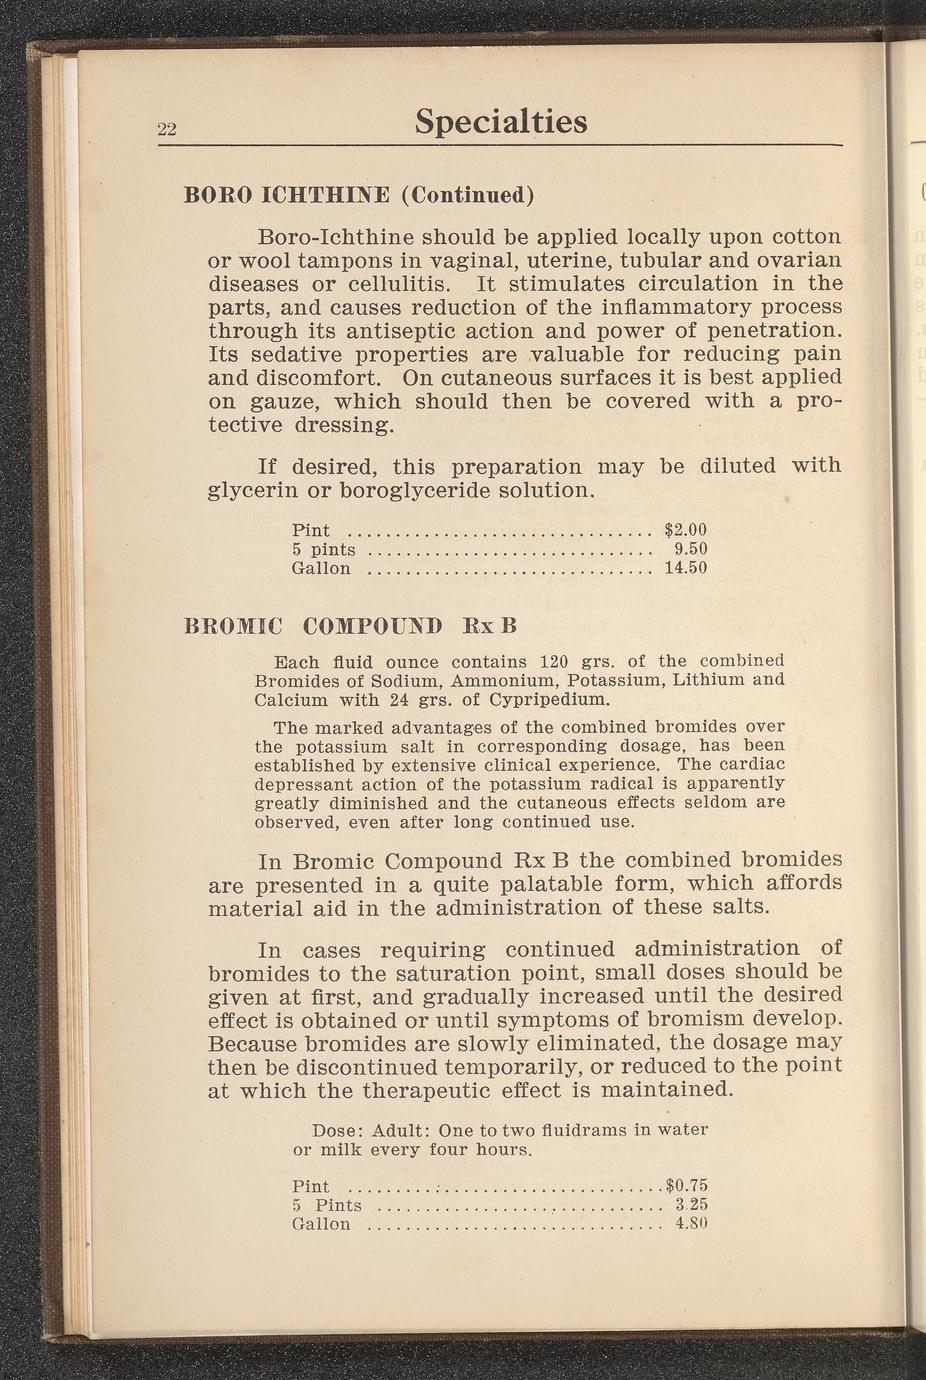 22
Specialties
BORO ICHTHINE (Continued)
Boro-Ichthine should be applied locally upon cotton
or wool tampons in vaginal, uterine, tubular and ovarian
diseases or cellulitis. It stimulates circulation in the
parts, and causes reduction of the inflammatory process
through its antiseptic action and power of penetration.
Its sedative properties are valuable for reducing pain
and discomfort. On cutaneous surfaces it is best applied
on gauze, which should then be covered with a pro-
tective dressing.
If desired, this preparation may be diluted with
glycerin or boroglyceride solution.
Pint ................................ $2.00
5 pints .............................. 9.50
Gallon .............................. 14.50
BROMIC COMPOUND Rx B
Each fluid ounce contains 120 grs. of the combined
Bromides of Sodium, Ammonium, Potassium, Lithium and
Calcium with 24 grs. of Cypripedium.
The marked advantages of the combined bromides over
the potassium salt in corresponding dosage, has been
established by extensive clinical experience. The cardiac
depressant action of the potassium radical is apparently
greatly diminished and the cutaneous effects seldom are
observed, even after long continued use.
In Bromic Compound Rx B the combined bromides
are presented in a quite palatable form, which affords
material aid in the administration of these salts.
In cases requiring continued administration of
bromides to the saturation point, small doses should be
given at first, and gradually increased until the desired
effect is obtained or until symptoms of bromism develop.
Because bromides are slowly eliminated, the dosage may
then be discontinued temporarily, or reduced to the point
at which the therapeutic effect is maintained.
Dose: Adult: One to two fluidrams in water
or milk every four hours.
Pint .................................$0.75
5 Pints .............................. 3.25
Gallon ............................... 4.80